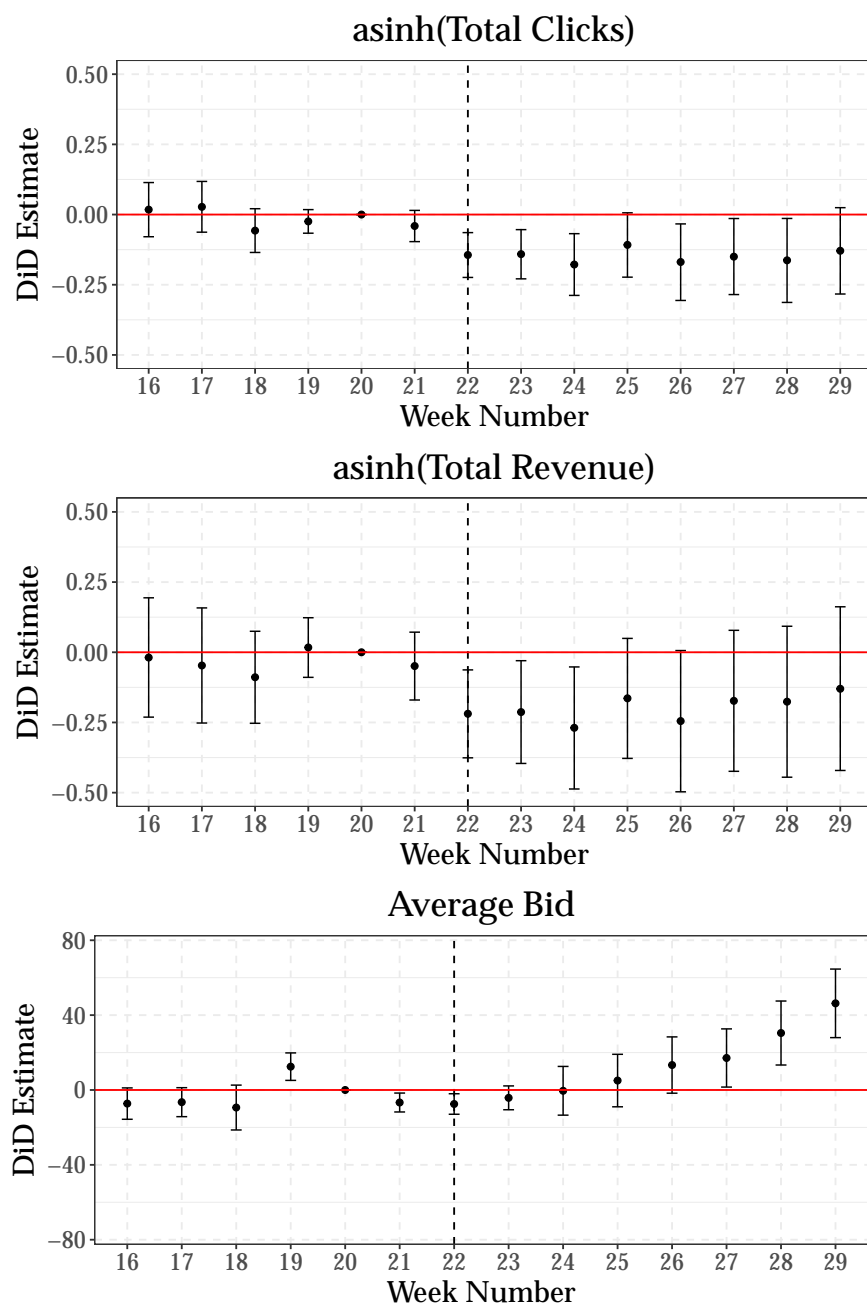 asinh(Total Clicks)
0.50
0.25
0.00
−0.25
−0.50
DiD Estimate
16 17 18 19 20 21 22 23 24 25 26 27 28 29
Week Number
asinh(Total Revenue)
0.50
0.25
0.00
−0.25
−0.50
DiD Estimate
16 17 18 19 20 21 22 23 24 25 26 27 28 29
Week Number
Average Bid
80
40
0
−40
−80
DiD Estimate
16 17 18 19 20 21 22 23 24 25 26 27 28 29
Week Number